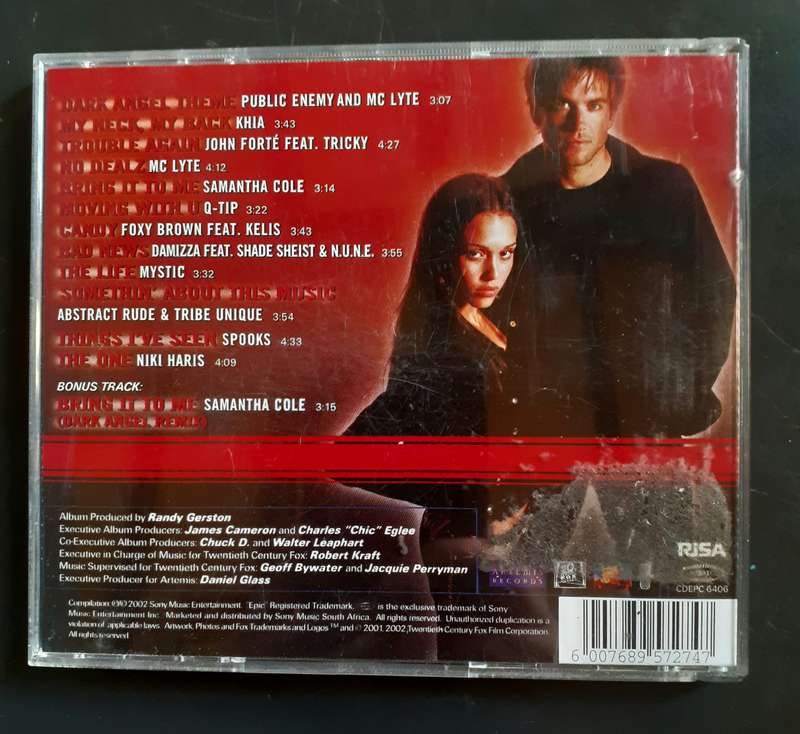 DARK ANGEL THEME PUBLIC ENEMY AND MC LYTE 3:07
MY NECK, MY BACK KHIA 3:43
TROUBLE AGAIN JOHN FORTÉ FEAT. TRICKY 4:27
NO DEALZ MC LYTE 4:12
BRING IT TO ME SAMANTHA COLE 3:14
MOVING WITH U Q-TIP 3:22
CANDY FOXY BROWN FEAT. KELIS 3:43
BAD NEWS DAMIZZA FEAT. SHADE SHEIST & N.U.N.E. 3:55
THE LIFE MYSTIC 3:32
SOMETHIN' ABOUT THIS MUSIC
ABSTRACT RUDE & TRIBE UNIQUE 3:54
THINGS I'VE SEEN SPOOKS 4:33
THE ONE NIKI HARIS 4:09
BONUS TRACK:
BRING IT TO ME SAMANTHA COLE 3:15
(DARK ANGEL REMIX)
Album Produced by Randy Gerston
Executive Album Producers: James Cameron and Charles "Chic" Eglee
Co-Executive Album Producers: Chuck D. and Walter Leaphart
Executive in Charge of Music for Twentieth Century Fox: Robert Kraft
Music Supervised for Twentieth Century Fox: Geoff Bywater and Jacquie Perryman
Executive Producer for Artemis: Daniel Glass
ARTEMIS
RECORDS
RISA
CDEPC 6406
Compilation: ℗© 2002 Sony Music Entertainment. "Epic" Registered Trademark. is the exclusive trademark of Sony
Music Entertainment Inc. Marketed and distributed by Sony Music South Africa. All rights reserved. Unauthorized duplication is a
violation of applicable laws. Artwork, Photos and Fox Trademarks and Logos ™ and © 2001, 2002, Twentieth Century Fox Film Corporation.
All rights reserved.
6 007689 572747